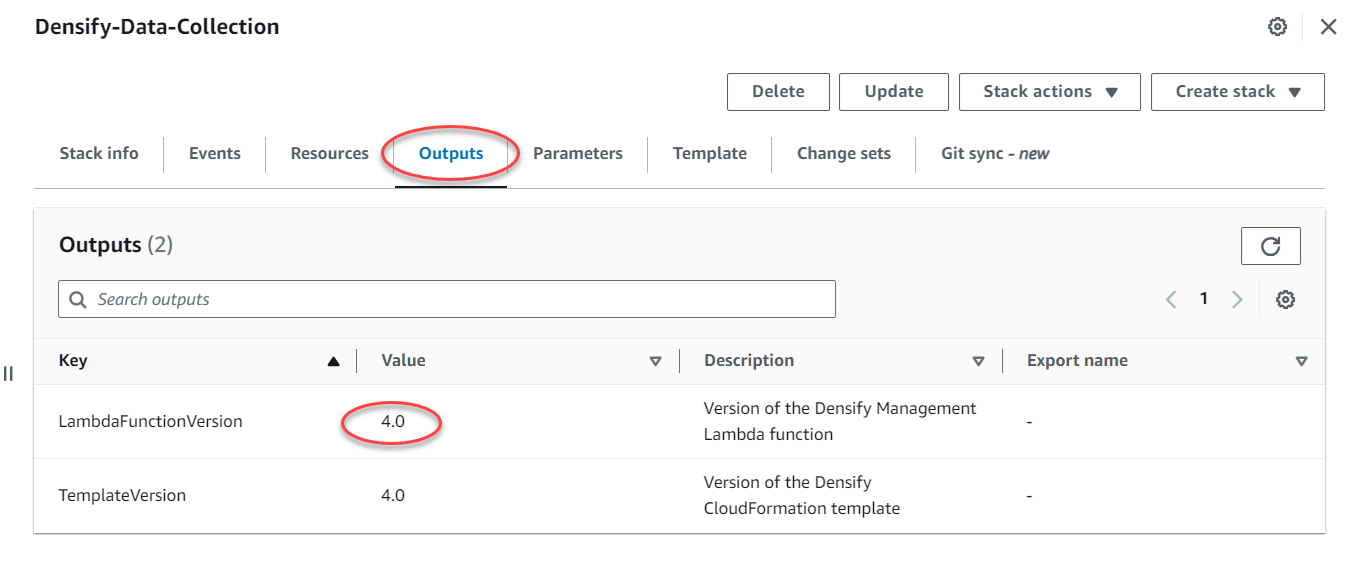 Densify-Data-Collection
Delete
Update
Stack actions
Create stack
Stack info
Events
Resources
Outputs
Parameters
Template
Change sets
Git sync - new
Outputs (2)
Search outputs
1
Key
Value
Description
Export name
LambdaFunctionVersion
4.0
Version of the Densify Management
Lambda function
-
TemplateVersion
4.0
Version of the Densify
CloudFormation template
-